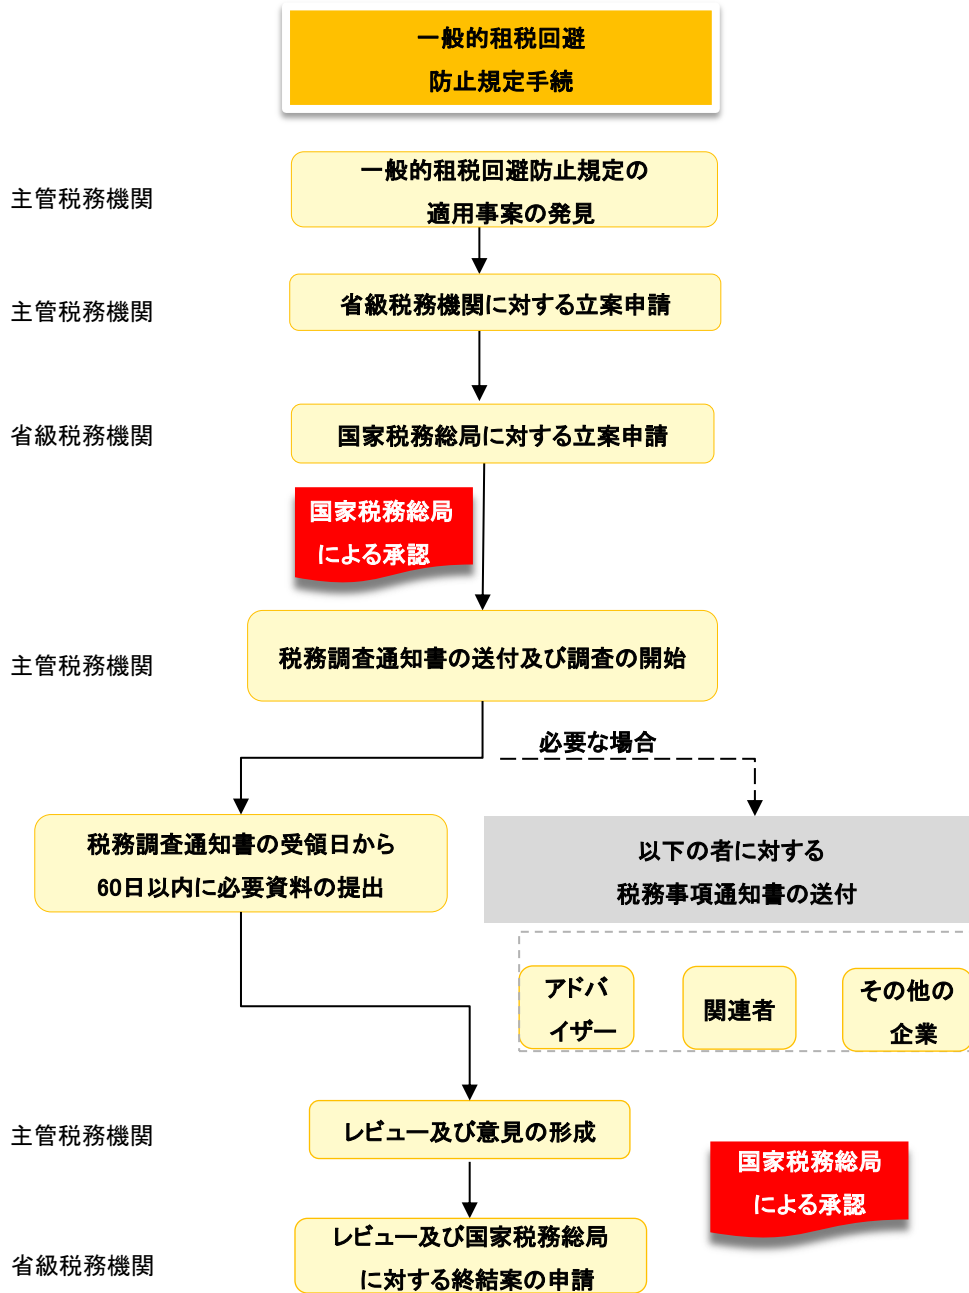 一般的租税回避
防止規定手続
主管税務機関
一般的租税回避防止規定の
適用事案の発見
主管税務機関
省級税務機関に対する立案申請
省級税務機関
国家税務総局に対する立案申請
国家税務総局
による承認
主管税務機関
税務調査通知書の送付及び調査の開始
必要な場合
税務調査通知書の受領日から
60日以内に必要資料の提出
以下の者に対する
税務事項通知書の送付
アドバ
イザー
関連者
その他の
企業
主管税務機関
レビュー及び意見の形成
国家税務総局
による承認
省級税務機関
レビュー及び国家税務総局
に対する終結案の申請